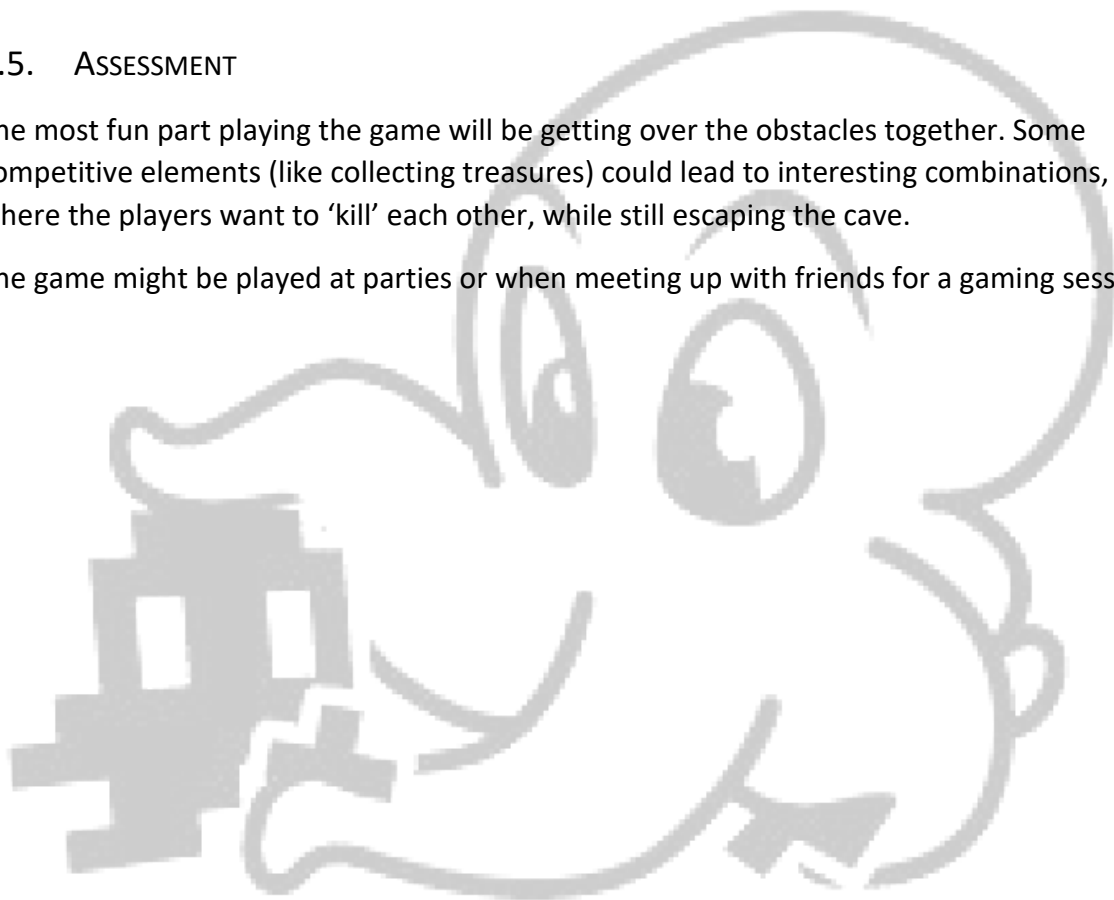 .5. ASSESSMENT
he most fun part playing the game will be getting over the obstacles together. Some
ompetitive elements (like collecting treasures) could lead to interesting combinations,
here the players want to ‘kill’ each other, while still escaping the cave.
he game might be played at parties or when meeting up with friends for a gaming sess